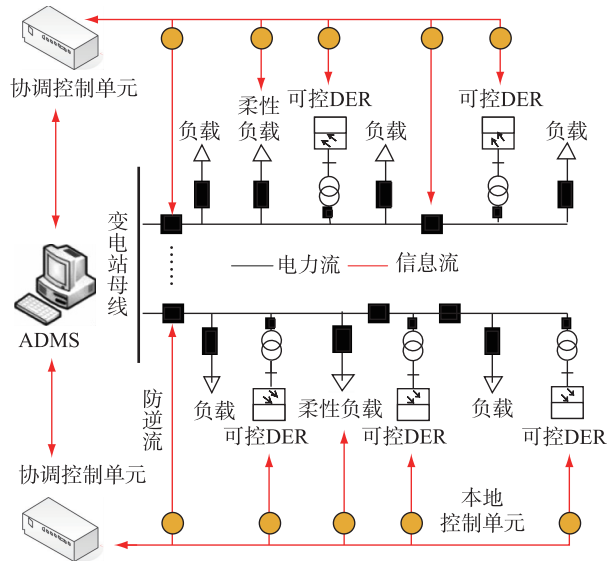 协调控制单元
可控DER
可控DER
柔性
负载
负载
负载
负载
变电站母线
电力流
信息流
ADMS
防逆流
负载
柔性负载
负载
可控DER
可控DER
可控DER
协调控制单元
本地
控制单元